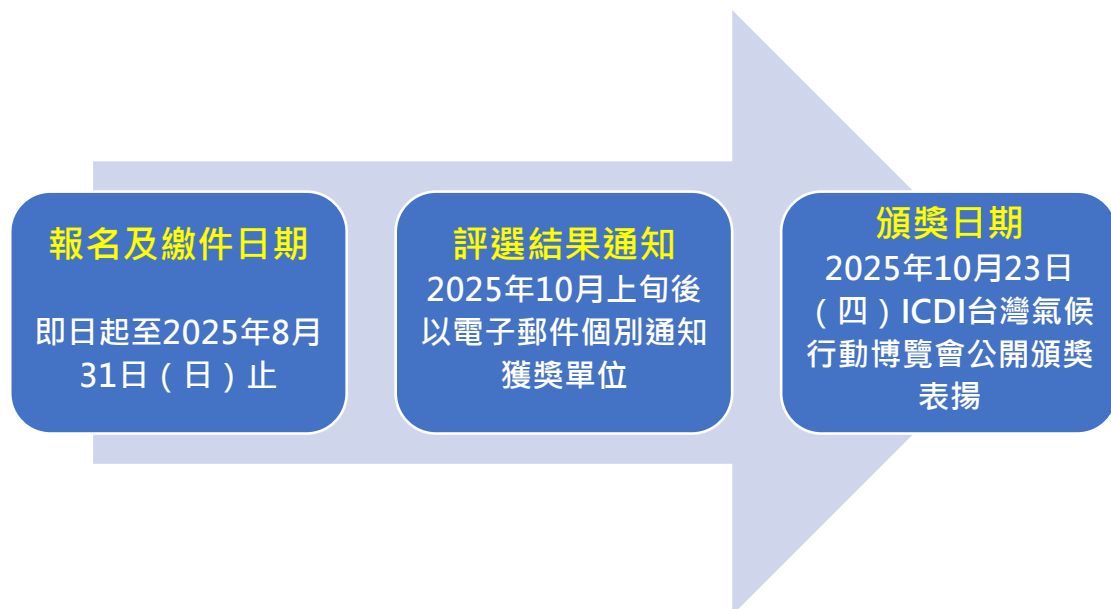 報名及繳件日期
即日起至2025年8月
31日（日）止
評選結果通知
2025年10月上旬後
以電子郵件個別通知
獲獎單位
頒獎日期
2025年10月23日
（四）ICDI台灣氣候
行動博覽會公開頒獎
表揚